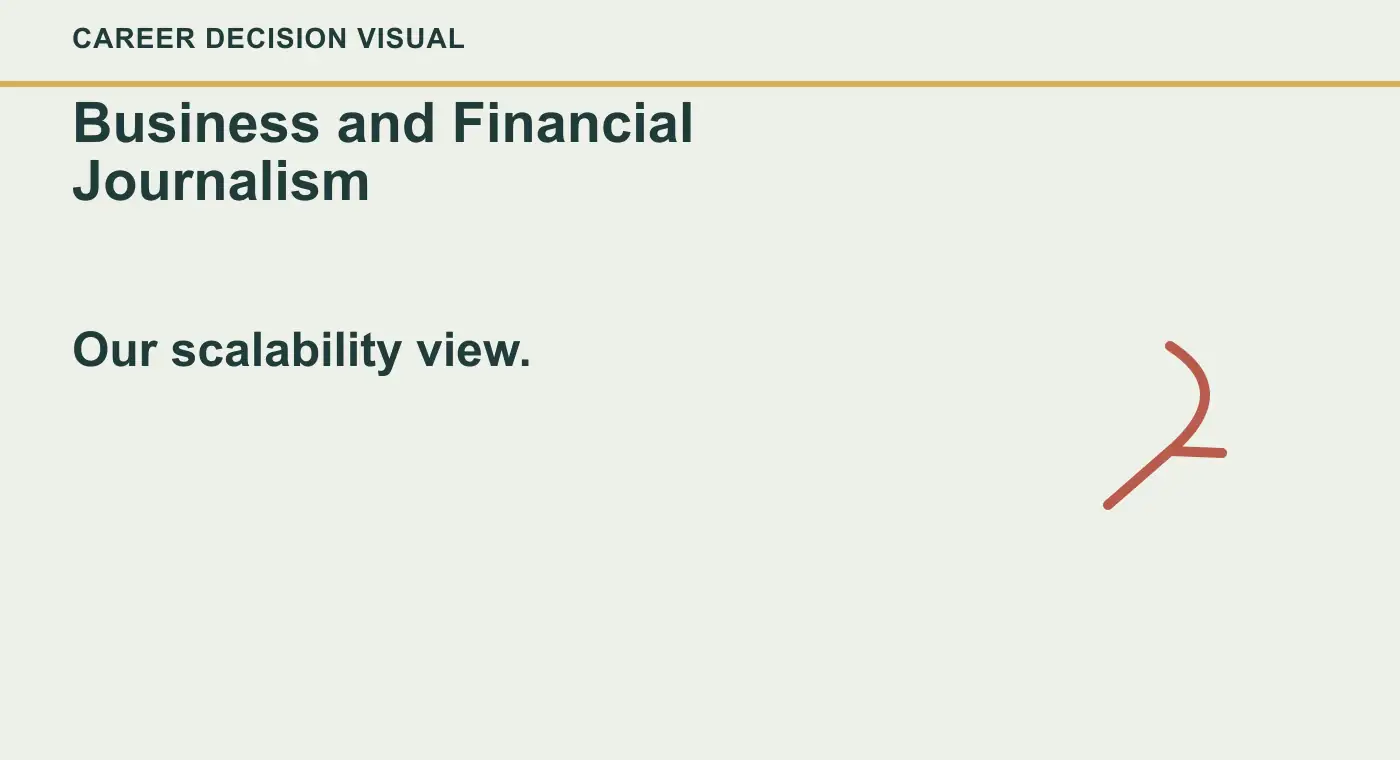 CAREER DECISION VISUAL
Business and Financial
Journalism
Our scalability view.